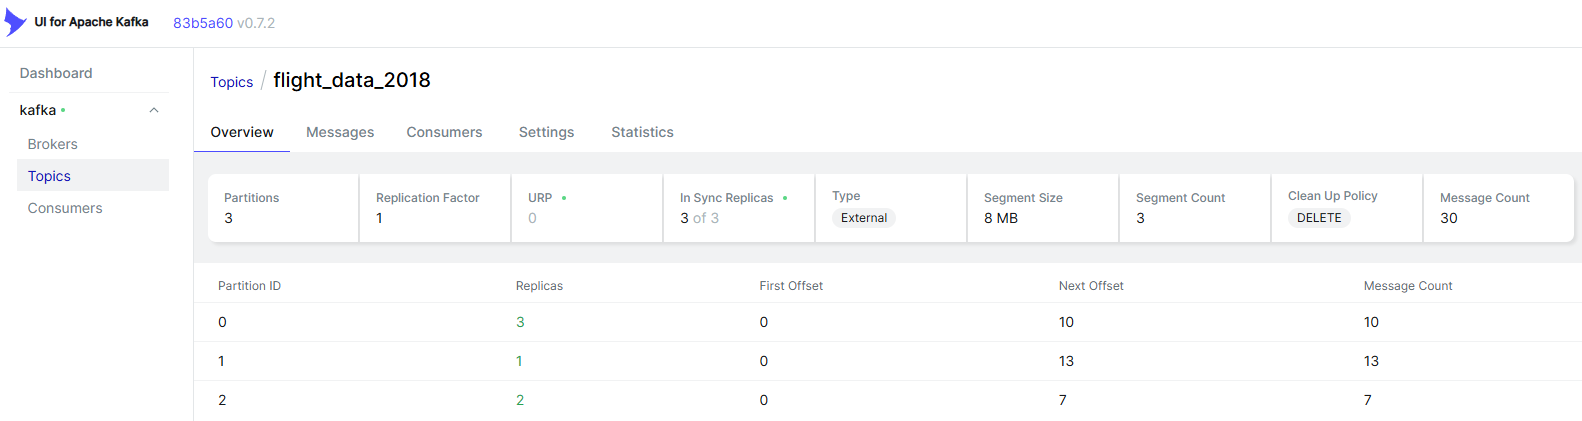 UI for Apache Kafka 83b5a60 v0.7.2
Dashboard
kafka
Brokers
Topics
Consumers
Topics / flight_data_2018
Overview Messages Consumers Settings Statistics
Partitions Replication Factor URP In Sync Replicas Type Segment Size Segment Count Clean Up Policy Message Count
3 1 0 3 of 3 External 8 MB 3 DELETE 30
Partition ID Replicas First Offset Next Offset Message Count
0 3 0 10 10
1 1 0 13 13
2 2 0 7 7